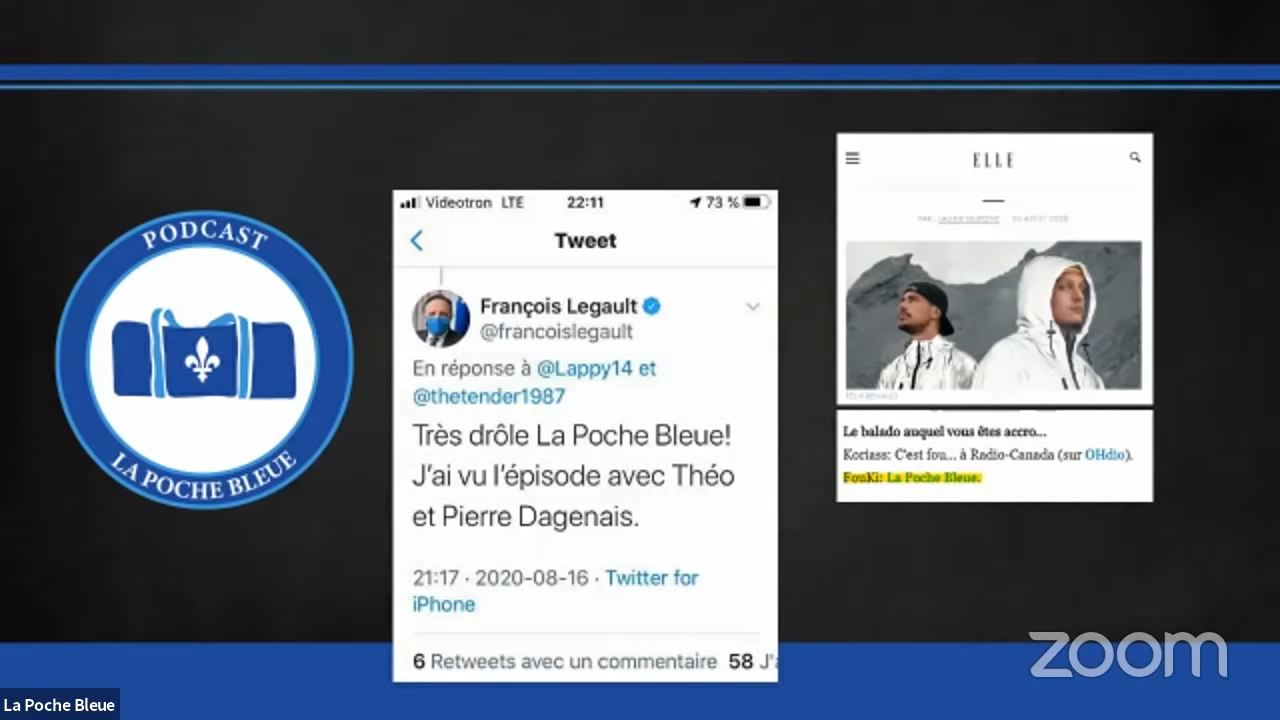 PODCAST
LA POCHE BLEUE
Videotron LTE 22:11 73 %
Tweet
François Legault
@francoislegault
En réponse à @Lappy14 et
@thetender1987
Très drôle La Poche Bleue!
J'ai vu l'épisode avec Théo
et Pierre Dagenais.
21:17 · 2020-08-16 · Twitter for
iPhone
6 Retweets avec un commentaire 58 J'a
ELLE
Le balado auquel vous êtes accro...
Koriass: C'est fou... à Radio-Canada (sur OHdio).
FouKi: La Poche Bleue.
zoom
La Poche Bleue